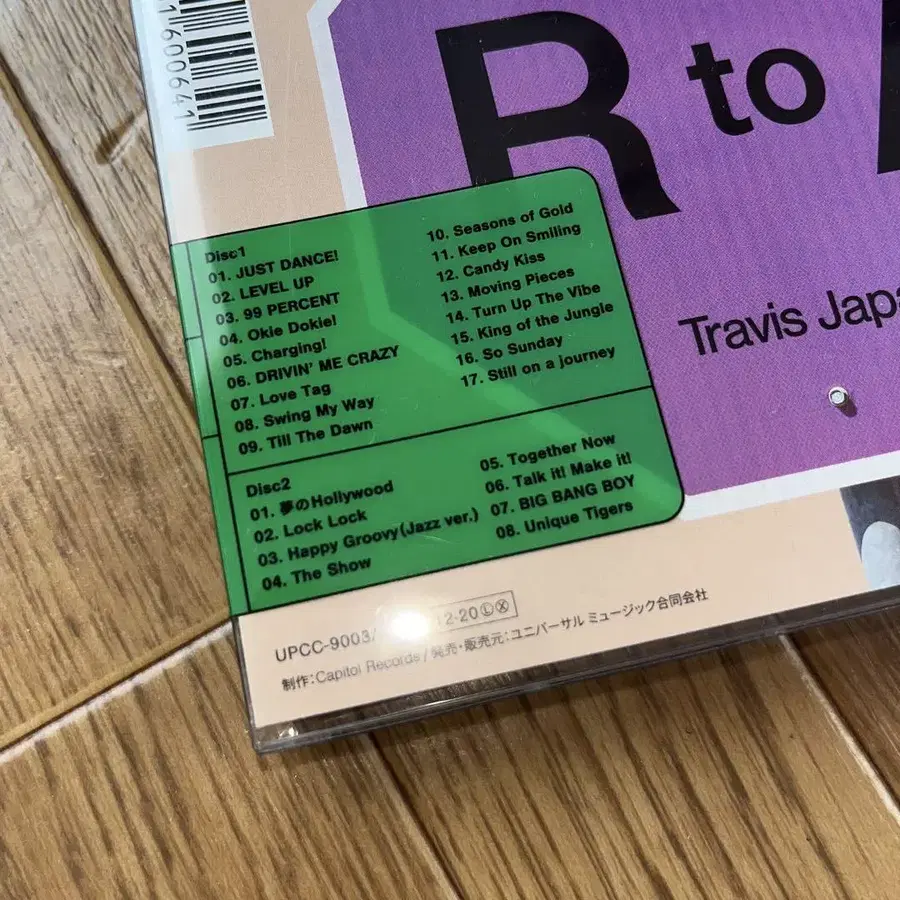 1600641
R to
Travis Japa
Disc1
01. JUST DANCE!
02. LEVEL UP
03. 99 PERCENT
04. Okie Dokie!
05. Charging!
06. DRIVIN' ME CRAZY
07. Love Tag
08. Swing My Way
09. Till The Dawn
10. Seasons of Gold
11. Keep On Smiling
12. Candy Kiss
13. Moving Pieces
14. Turn Up The Vibe
15. King of the Jungle
16. So Sunday
17. Still on a journey
Disc2
01. 夢のHollywood
02. Lock Lock
03. Happy Groovy(Jazz ver.)
04. The Show
05. Together Now
06. Talk it! Make it!
07. BIG BANG BOY
08. Unique Tigers
UPCC-9003/ 12-20ⓁⓍ
制作:Capitol Records/発売・販売元:ユニバーサル ミュージック合同会社